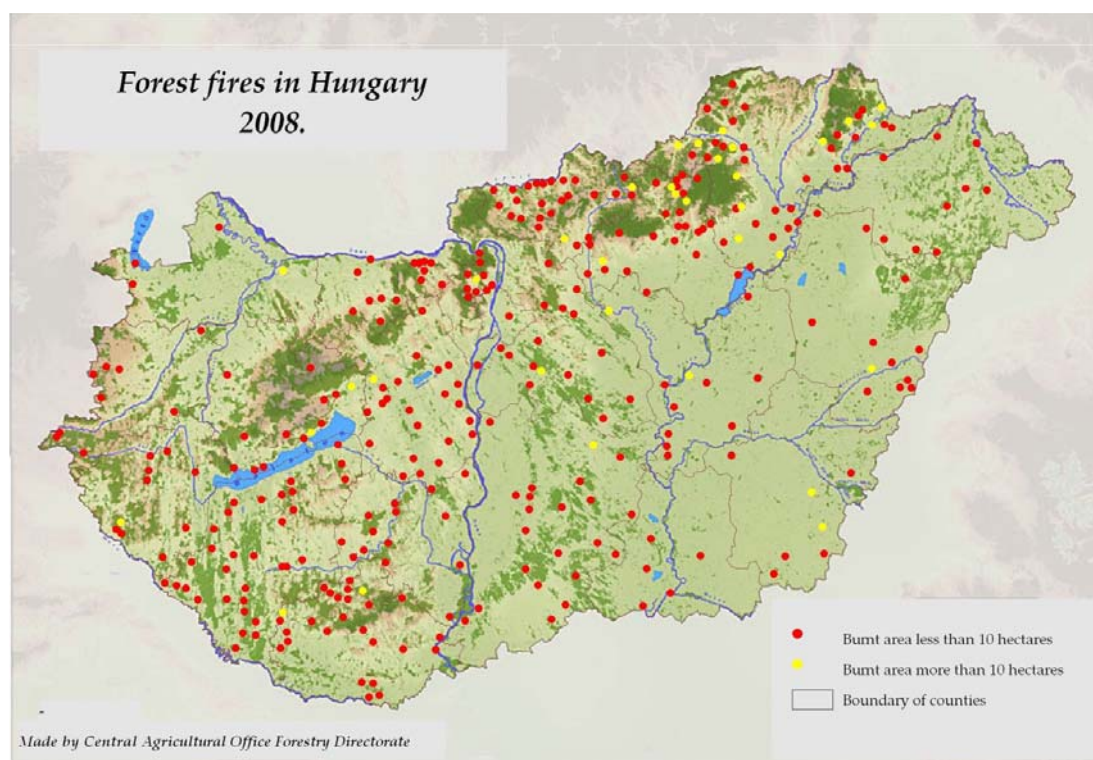 Forest fires in Hungary
2008.
Burnt area less than 10 hectares
Burnt area more than 10 hectares
Boundary of counties
-
Made by Central Agricultural Office Forestry Directorate